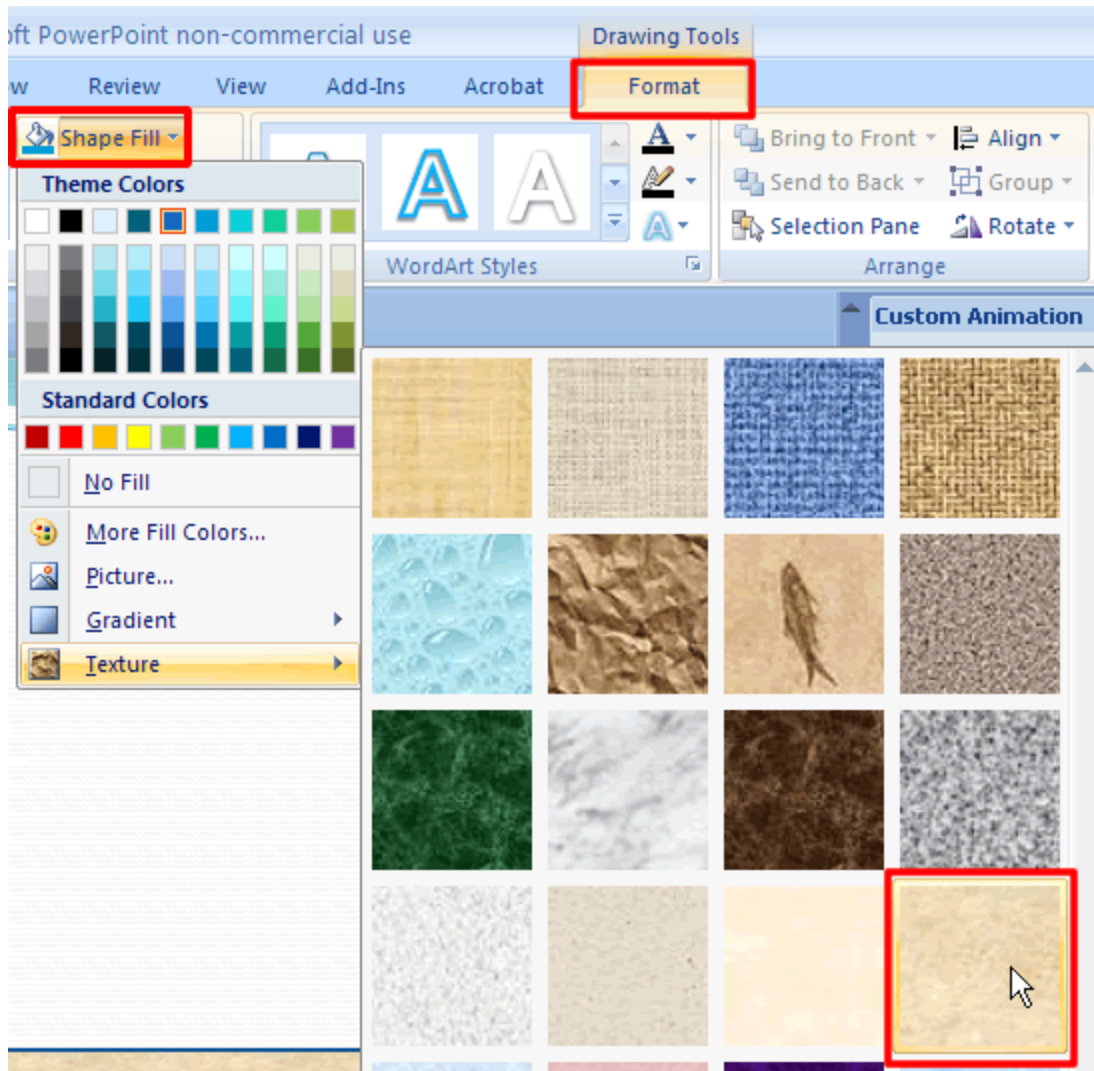 oft PowerPoint non-commercial use
Drawing Tools
w Review View Add-Ins Acrobat Format
Shape Fill
Bring to Front Align
Send to Back Group
Selection Pane Rotate
WordArt Styles Arrange
Theme Colors
Custom Animation
Standard Colors
No Fill
More Fill Colors...
Picture...
Gradient
Texture